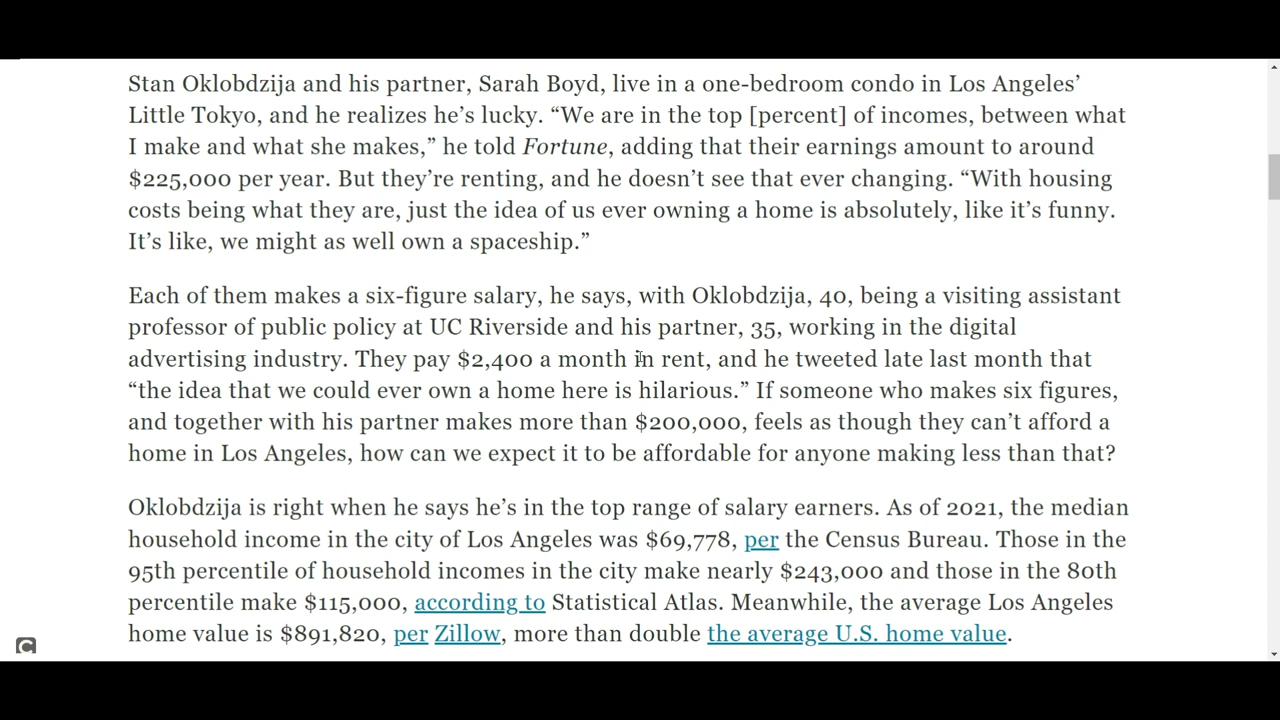 Stan Oklobdzija and his partner, Sarah Boyd, live in a one-bedroom condo in Los Angeles’
Little Tokyo, and he realizes he’s lucky. “We are in the top [percent] of incomes, between what
I make and what she makes,” he told Fortune, adding that their earnings amount to around
$225,000 per year. But they’re renting, and he doesn’t see that ever changing. “With housing
costs being what they are, just the idea of us ever owning a home is absolutely, like it’s funny.
It’s like, we might as well own a spaceship.”
Each of them makes a six-figure salary, he says, with Oklobdzija, 40, being a visiting assistant
professor of public policy at UC Riverside and his partner, 35, working in the digital
advertising industry. They pay $2,400 a month in rent, and he tweeted late last month that
“the idea that we could ever own a home here is hilarious.” If someone who makes six figures,
and together with his partner makes more than $200,000, feels as though they can’t afford a
home in Los Angeles, how can we expect it to be affordable for anyone making less than that?
Oklobdzija is right when he says he’s in the top range of salary earners. As of 2021, the median
household income in the city of Los Angeles was $69,778, per the Census Bureau. Those in the
95th percentile of household incomes in the city make nearly $243,000 and those in the 80th
percentile make $115,000, according to Statistical Atlas. Meanwhile, the average Los Angeles
home value is $891,820, per Zillow, more than double the average U.S. home value.
C